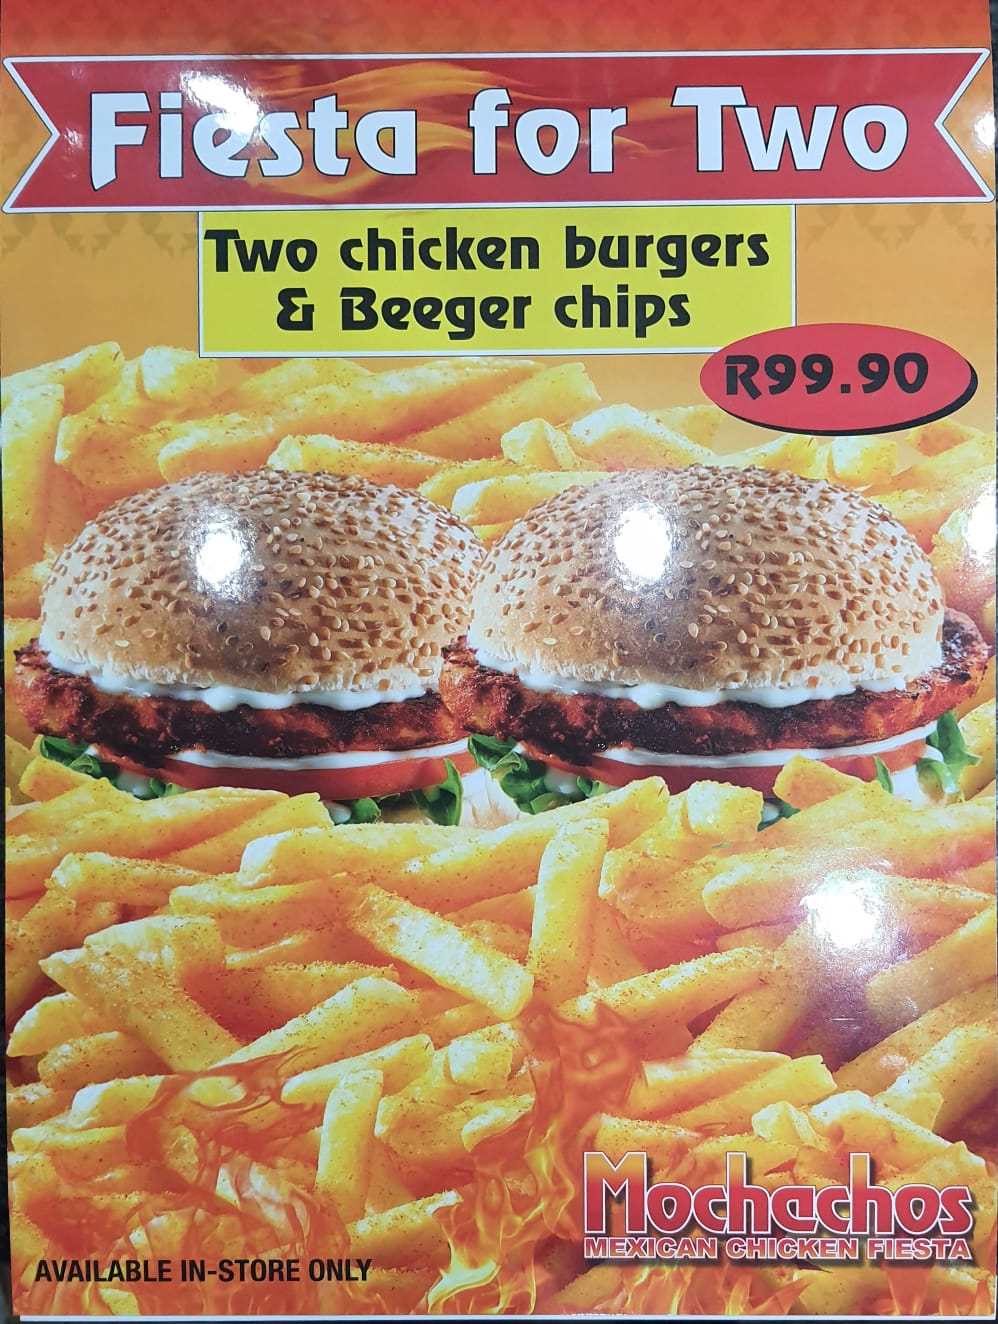 Fiesta for Two
Two chicken burgers
& Beeger chips
R99.90
Mochachos
MEXICAN CHICKEN FIESTA
AVAILABLE IN-STORE ONLY